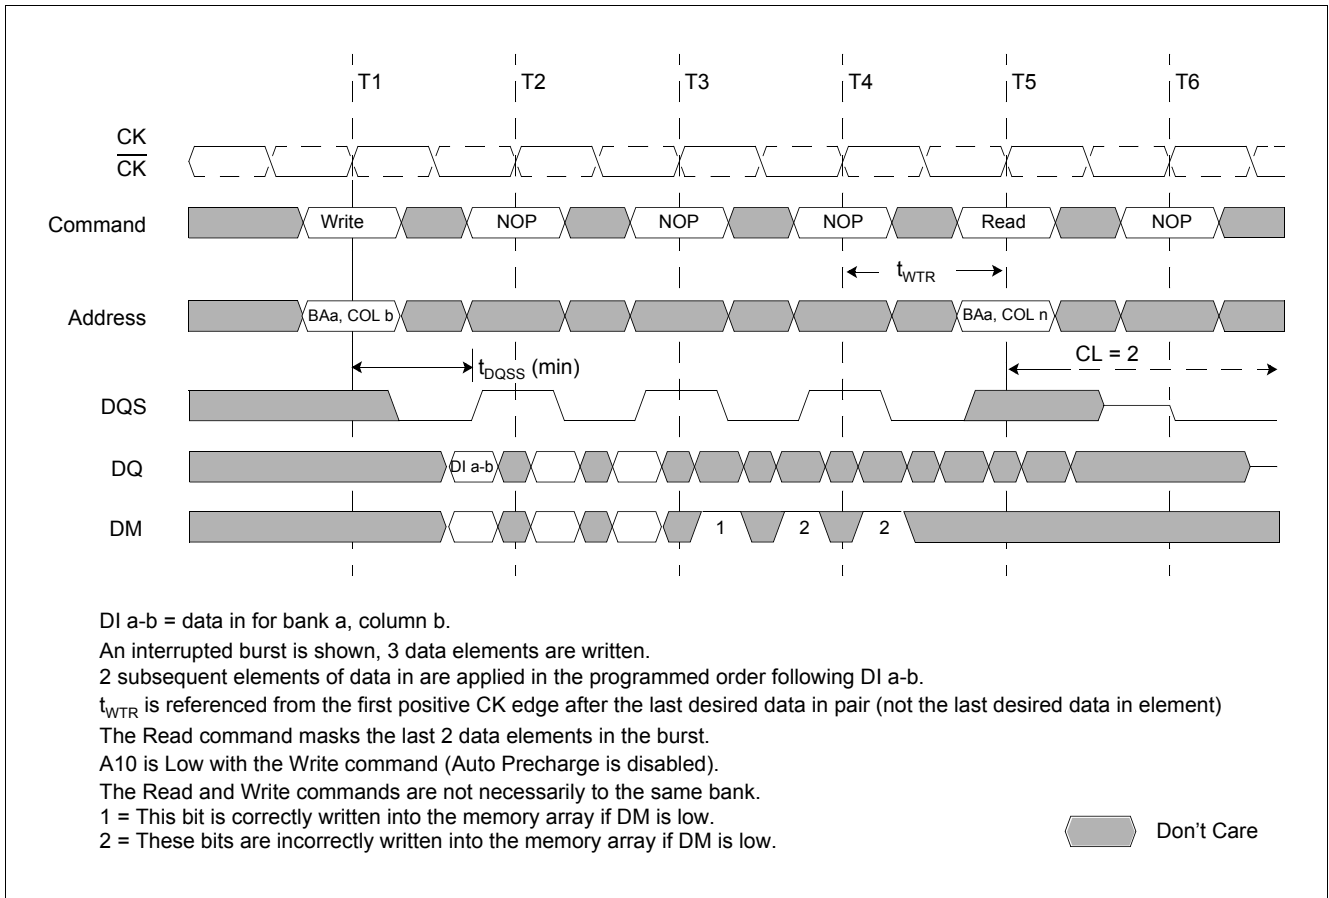 T1 T2 T3 T4 T5 T6
CK
CK
Command Write NOP NOP NOP Read NOP
tWTR
Address BAa, COL b BAa, COL n
tDQSS (min) CL = 2
DQS
DQ DI a-b
DM 1 2 2
DI a-b = data in for bank a, column b.
An interrupted burst is shown, 3 data elements are written.
2 subsequent elements of data in are applied in the programmed order following DI a-b.
tWTR is referenced from the first positive CK edge after the last desired data in pair (not the last desired data in element)
The Read command masks the last 2 data elements in the burst.
A10 is Low with the Write command (Auto Precharge is disabled).
The Read and Write commands are not necessarily to the same bank.
1 = This bit is correctly written into the memory array if DM is low.
2 = These bits are incorrectly written into the memory array if DM is low.
Don't Care